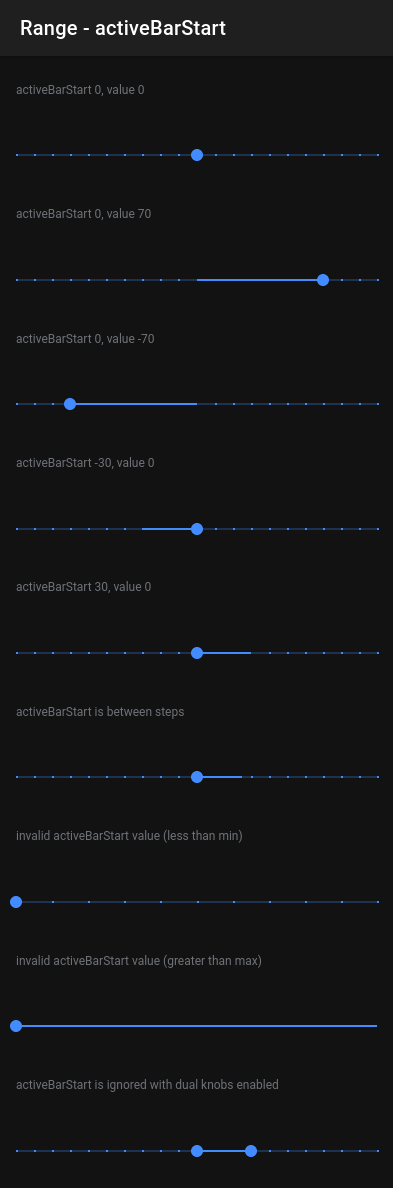 Range - activeBarStart
activeBarStart 0, value 0
activeBarStart 0, value 70
activeBarStart 0, value -70
activeBarStart -30, value 0
activeBarStart 30, value 0
activeBarStart is between steps
invalid activeBarStart value (less than min)
invalid activeBarStart value (greater than max)
activeBarStart is ignored with dual knobs enabled